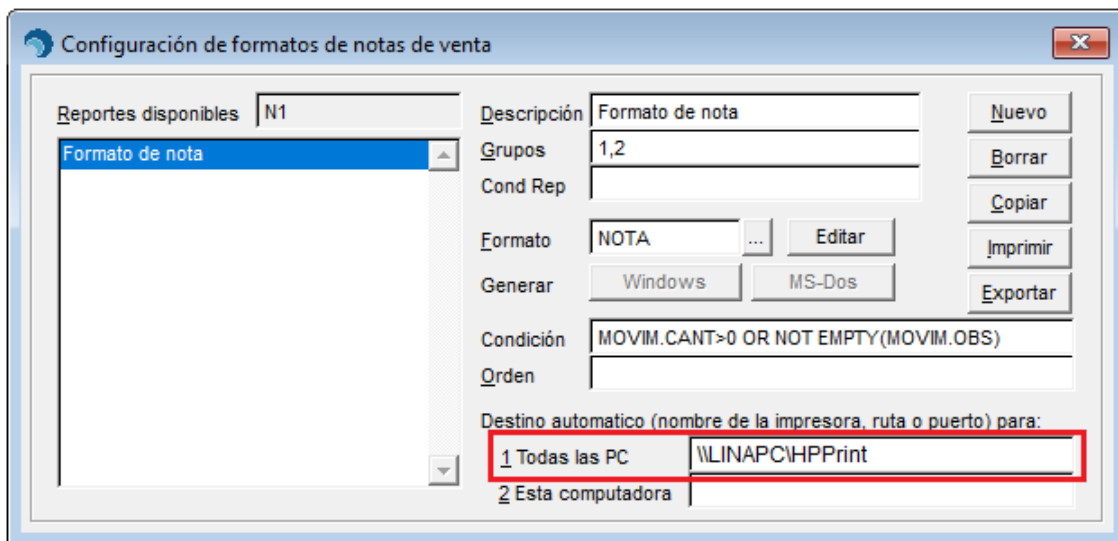 Configuración de formatos de notas de venta
Reportes disponibles N1
Formato de nota
Descripción Formato de nota
Grupos 1,2
Cond Rep
Formato NOTA ... Editar
Generar Windows MS-Dos
Condición MOVIM.CANT>0 OR NOT EMPTY(MOVIM.OBS)
Orden
Destino automatico (nombre de la impresora, ruta o puerto) para:
1 Todas las PC \\LINAPC\HPPrint
2 Esta computadora
Nuevo
Borrar
Copiar
Imprimir
Exportar